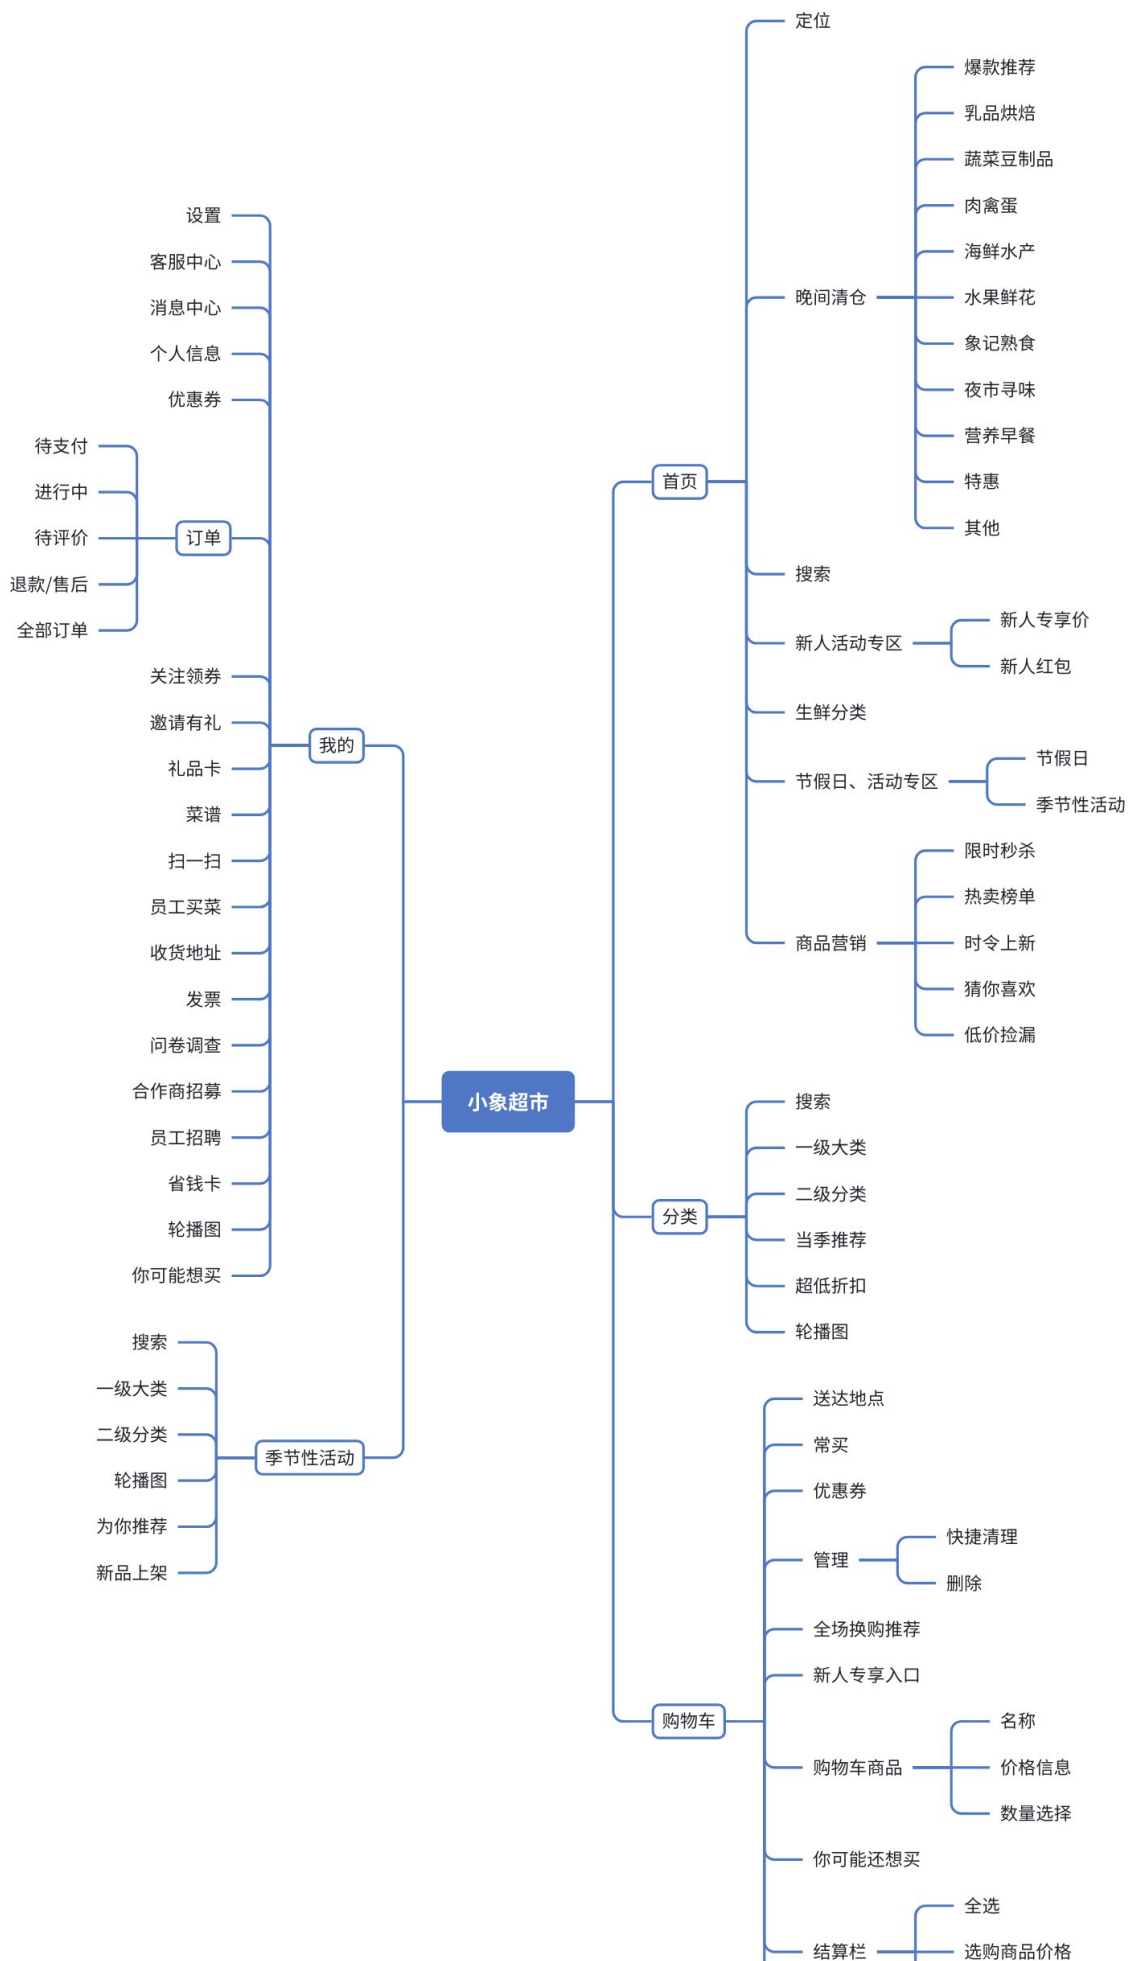 小象超市
首页
定位
晚间清仓
爆款推荐
乳品烘焙
蔬菜豆制品
肉禽蛋
海鲜水产
水果鲜花
象记熟食
夜市寻味
营养早餐
特惠
其他
搜索
新人活动专区
新人专享价
新人红包
生鲜分类
节假日、活动专区
节假日
季节性活动
商品营销
限时秒杀
热卖榜单
时令上新
猜你喜欢
低价捡漏
分类
搜索
一级大类
二级分类
当季推荐
超低折扣
轮播图
购物车
送达地点
常买
优惠券
管理
快捷清理
删除
全场换购推荐
新人专享入口
购物车商品
名称
价格信息
数量选择
你可能还想买
结算栏
全选
选购商品价格
我的
设置
客服中心
消息中心
个人信息
优惠券
订单
待支付
进行中
待评价
退款/售后
全部订单
关注领券
邀请有礼
礼品卡
菜谱
扫一扫
员工买菜
收货地址
发票
问卷调查
合作商招募
员工招聘
省钱卡
轮播图
你可能想买
季节性活动
搜索
一级大类
二级分类
轮播图
为你推荐
新品上架